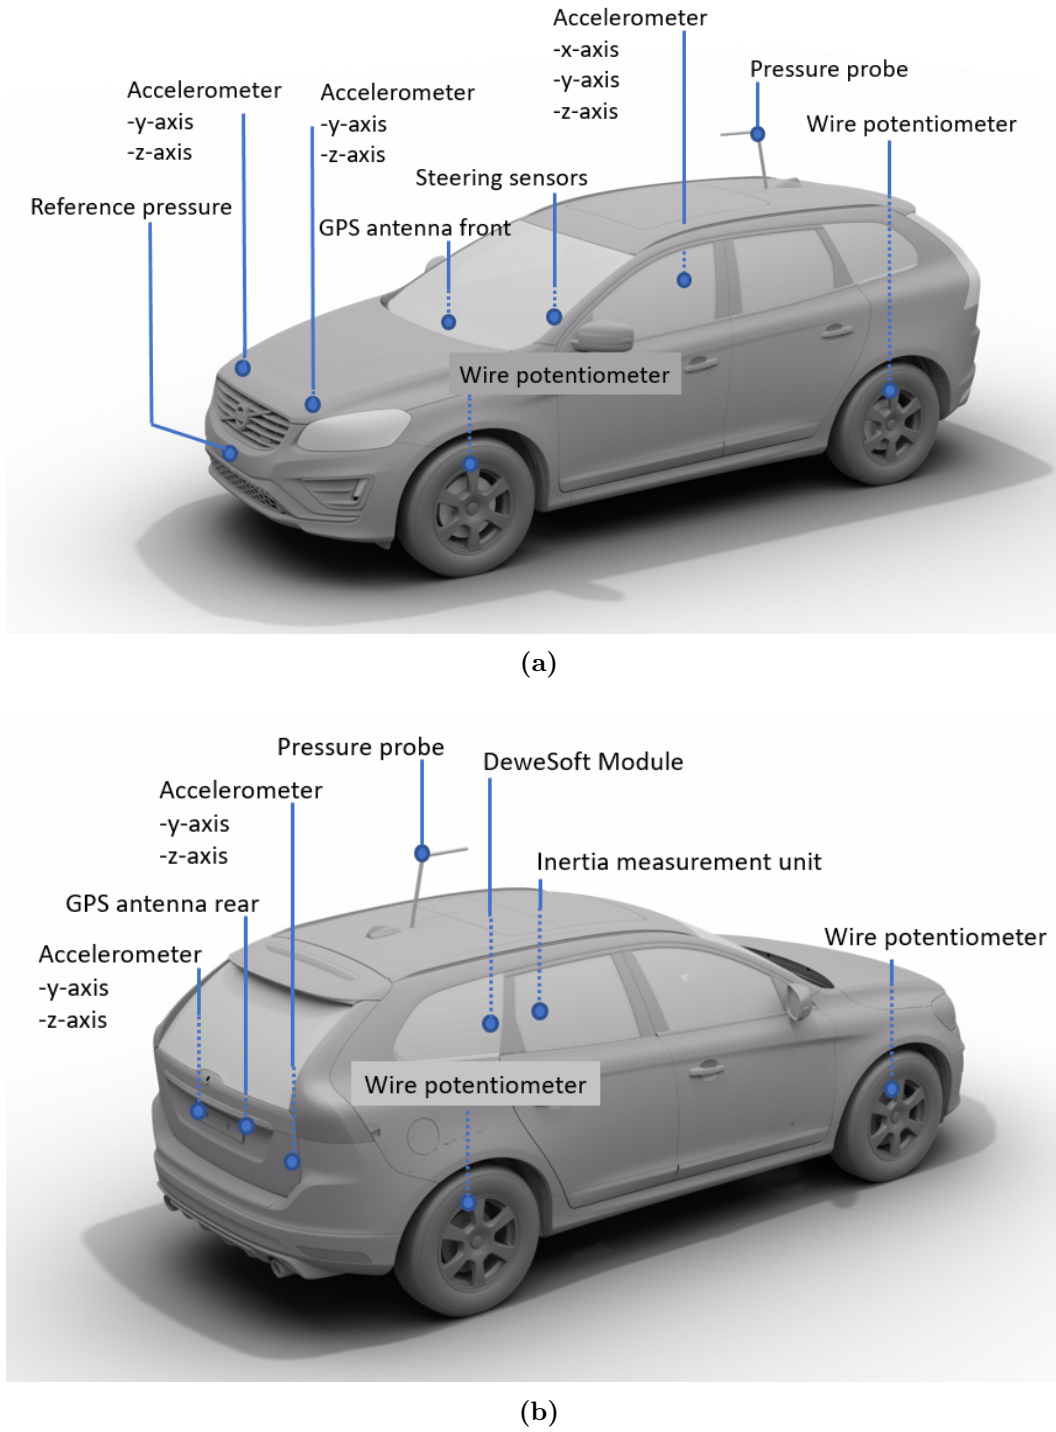 Accelerometer
-x-axis
-y-axis
-z-axis
Pressure probe
Accelerometer
-y-axis
-z-axis
Accelerometer
-y-axis
-z-axis
Wire potentiometer
Steering sensors
Reference pressure
GPS antenna front
Wire potentiometer
(a)
Pressure probe
DeweSoft Module
Accelerometer
-y-axis
-z-axis
Inertia measurement unit
GPS antenna rear
Wire potentiometer
Accelerometer
-y-axis
-z-axis
Wire potentiometer
(b)